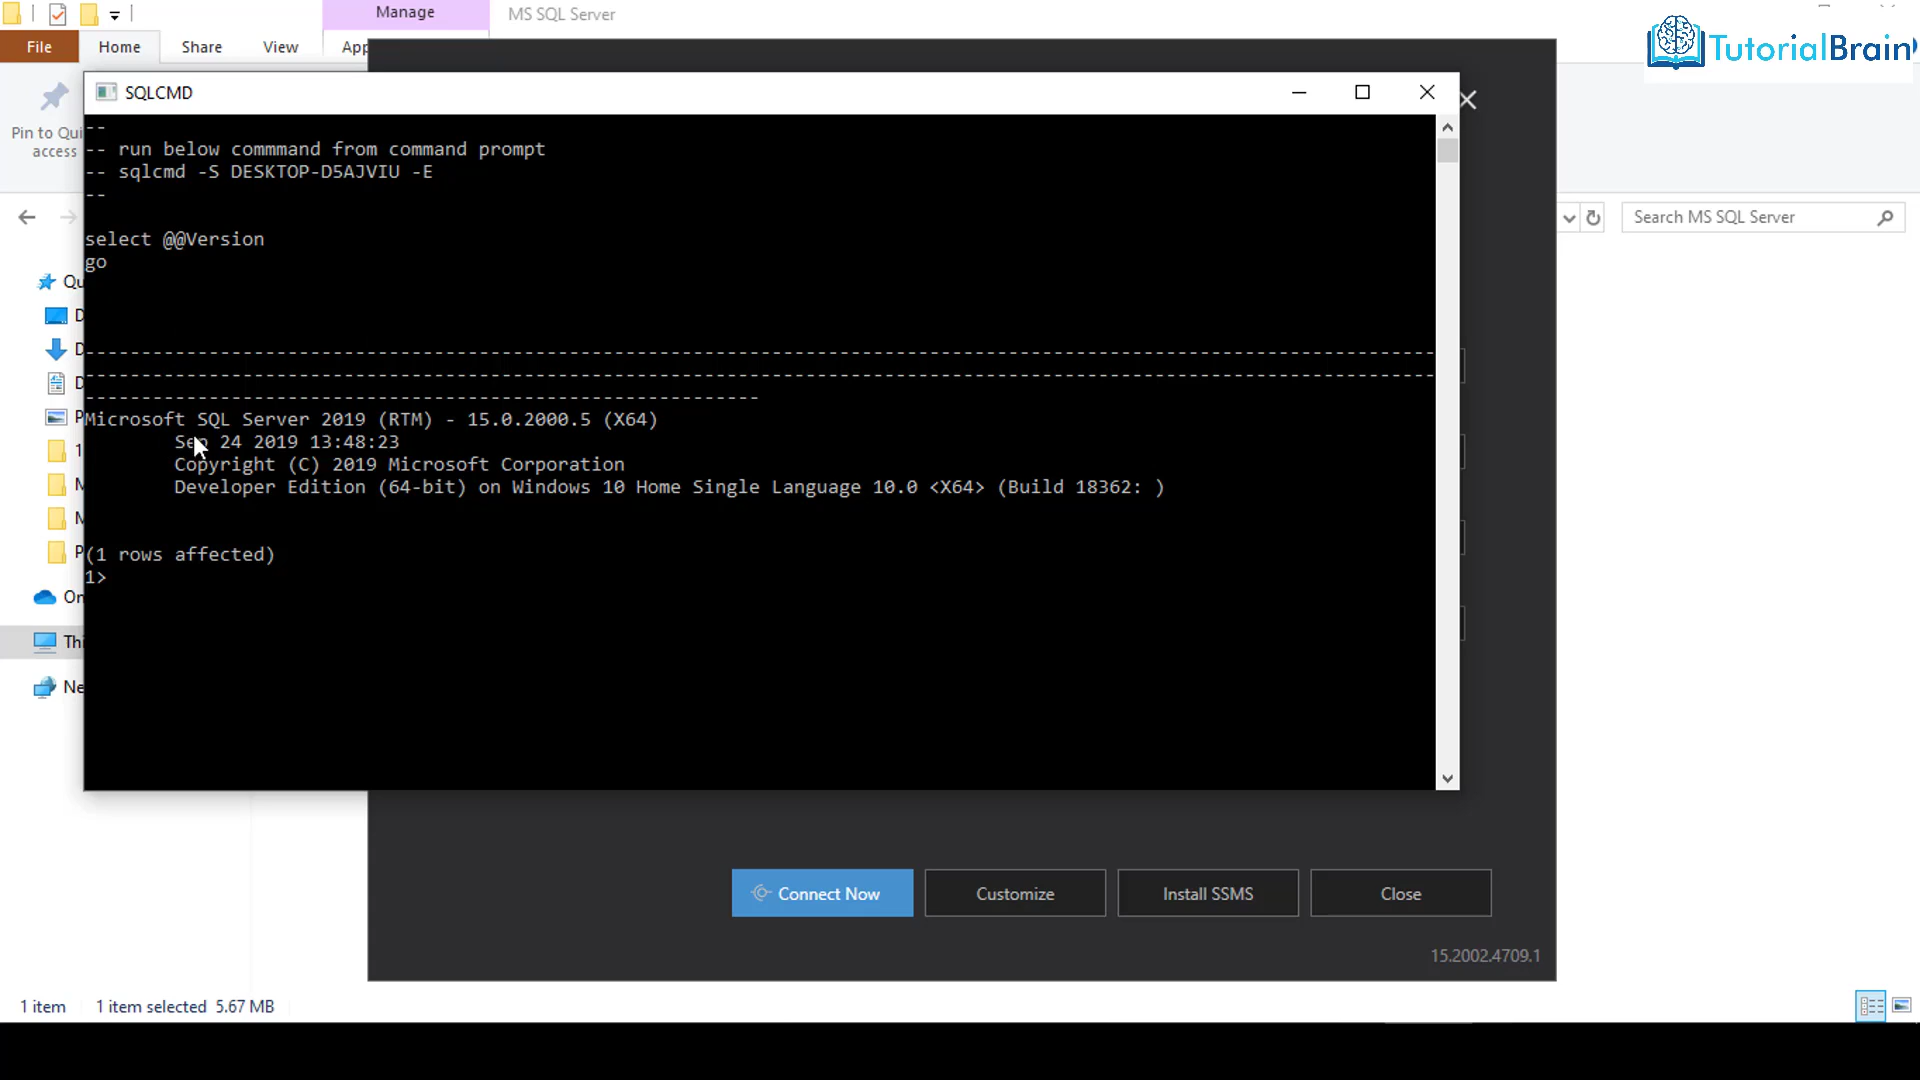 Manage
MS SQL Server
File
Home
Share
View
TutorialBrain
SQLCMD
Pin to Qui
access
--
-- run below commmand from command prompt
-- sqlcmd -S DESKTOP-D5AJVIU -E
--
Search MS SQL Server
select @@Version
go
--------------------------------------------------------------------------------------------------------------------------
--------------------------------------------------------------------------------------------------------------------------
------------------------------------------------------------
Microsoft SQL Server 2019 (RTM) - 15.0.2000.5 (X64)
Sep 24 2019 13:48:23
Copyright (C) 2019 Microsoft Corporation
Developer Edition (64-bit) on Windows 10 Home Single Language 10.0 <X64> (Build 18362: )
(1 rows affected)
1>
Connect Now
Customize
Install SSMS
Close
15.2002.4709.1
1 item
1 item selected 5.67 MB